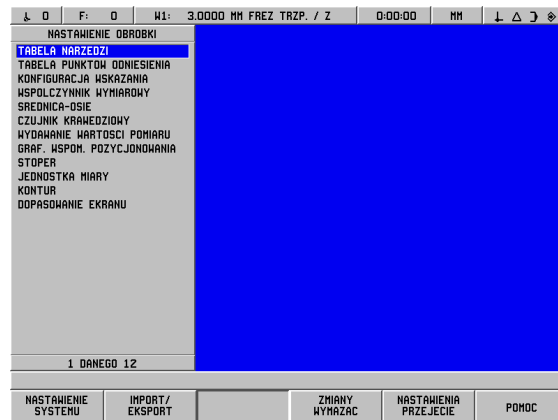 0 F: 0 W1: 3.0000 MM FREZ TRZP. / Z 0:00:00 MM
NASTAWIENIE OBROBKI
TABELA NARZEDZI
TABELA PUNKTOW ODNIESIENIA
KONFIGURACJA WSKAZANIA
WSPOLCZYNNIK WYMIAROWY
SREDNICA-OSIE
CZUJNIK KRAWEDZIOWY
WYDAWANIE WARTOSCI POMIARU
GRAF. WSPOM. POZYCJONOWANIA
STOPER
JEDNOSTKA MIARY
KONTUR
DOPASOWANIE EKRANU
1 DANEGO 12
NASTAWIENIE SYSTEMU
IMPORT/ EKSPORT
ZMIANY WYMAZAC
NASTAWIENIA PRZEJECIE
POMOC